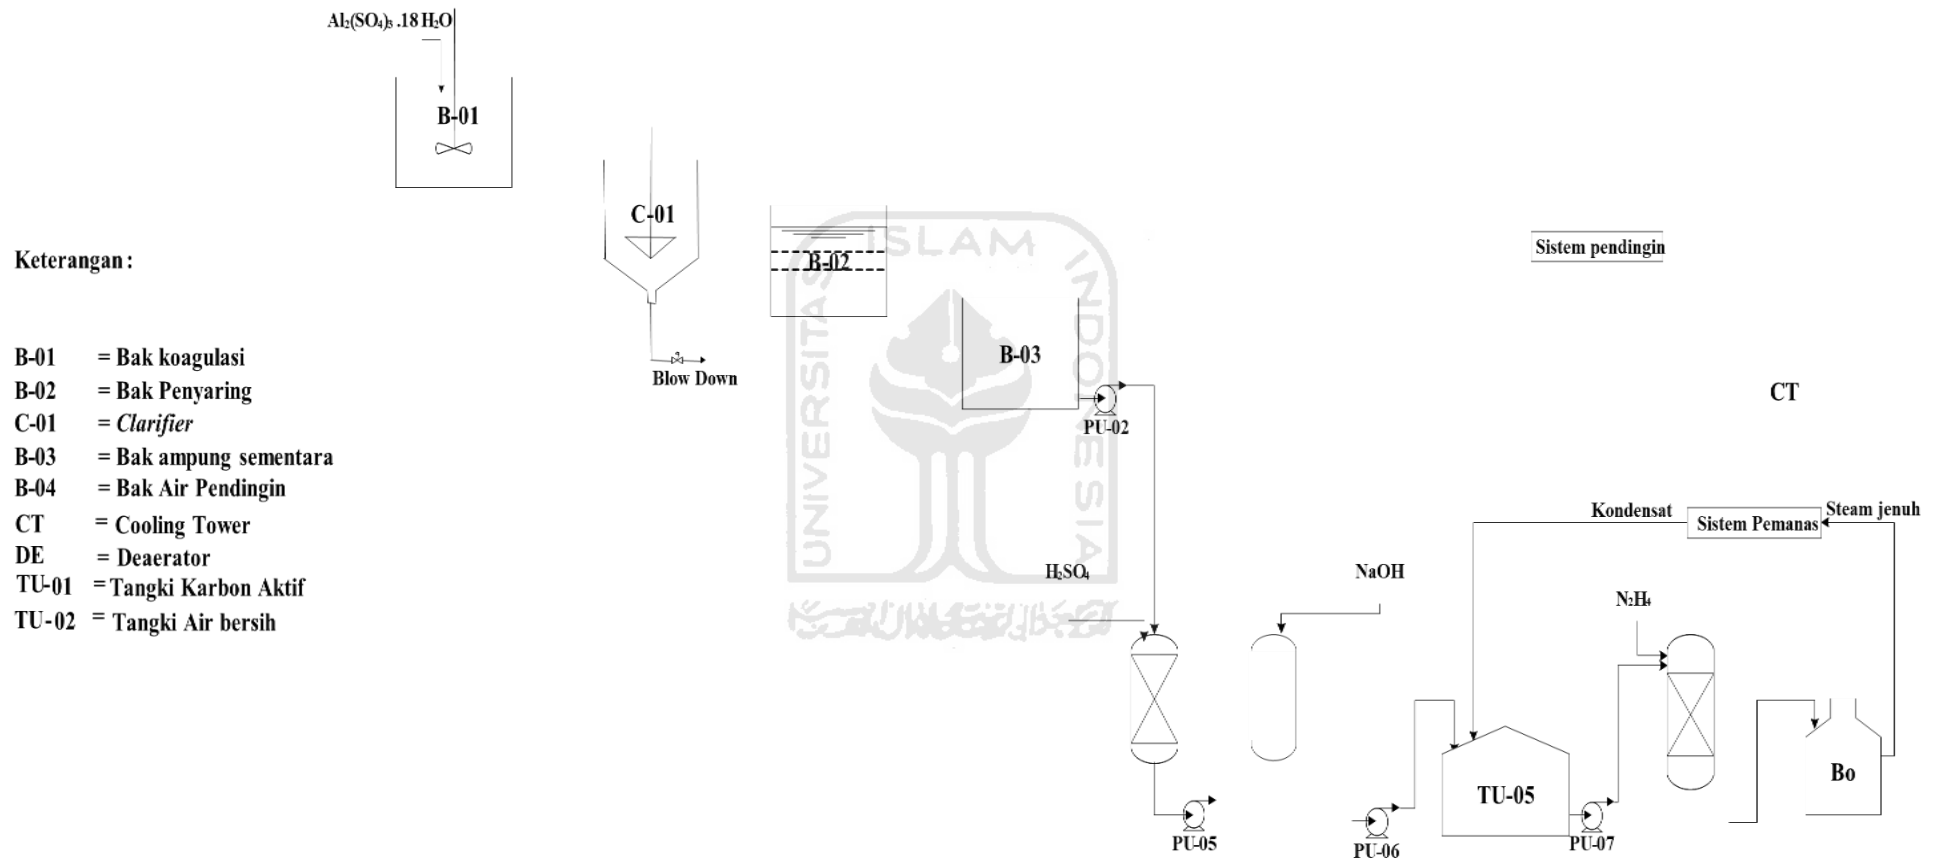 Al₂(SO₄)₃ .18 H₂O
B-01
C-01
B-02
Blow Down
B-03
PU-02
Sistem pendingin
CT
Keterangan :
B-01 = Bak koagulasi
B-02 = Bak Penyaring
C-01 = Clarifier
B-03 = Bak ampung sementara
B-04 = Bak Air Pendingin
CT = Cooling Tower
DE = Deaerator
TU-01 = Tangki Karbon Aktif
TU-02 = Tangki Air bersih
Kondensat
Sistem Pemanas
Steam jenuh
H₂SO₄
NaOH
N₂H₄
TU-05
Bo
PU-05
PU-06
PU-07
UNIVERSITAS
ISLAM
INDONESIA